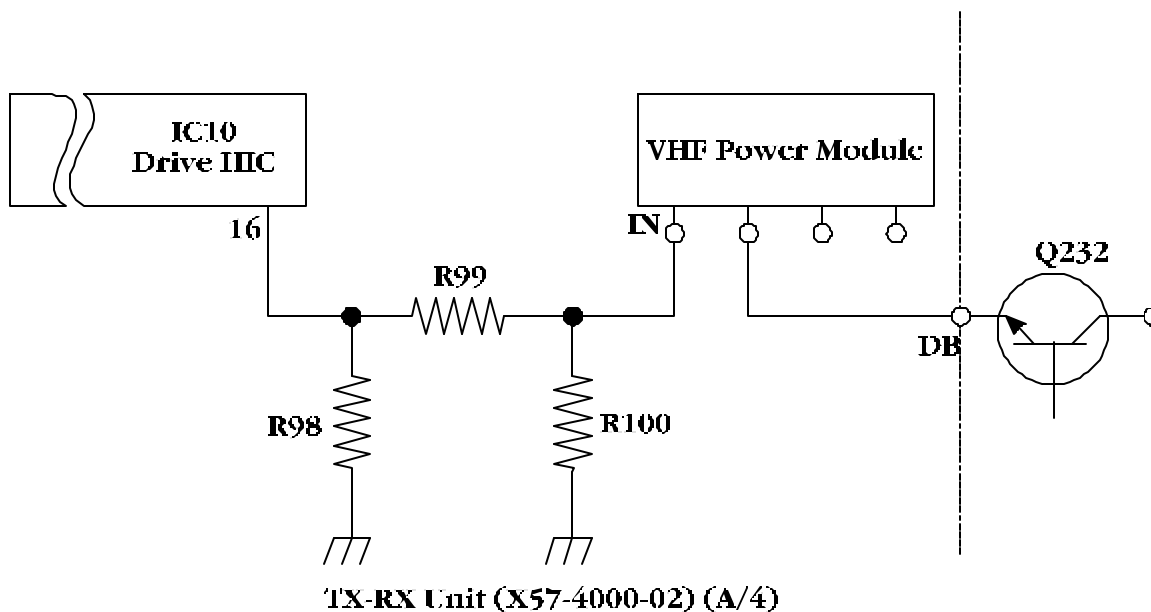 IC10
Drive HIC
VHF Power Module
16
IN
Q232
R99
DB
R98
R100
TX-RX Unit (X57-4000-02) (A/4)